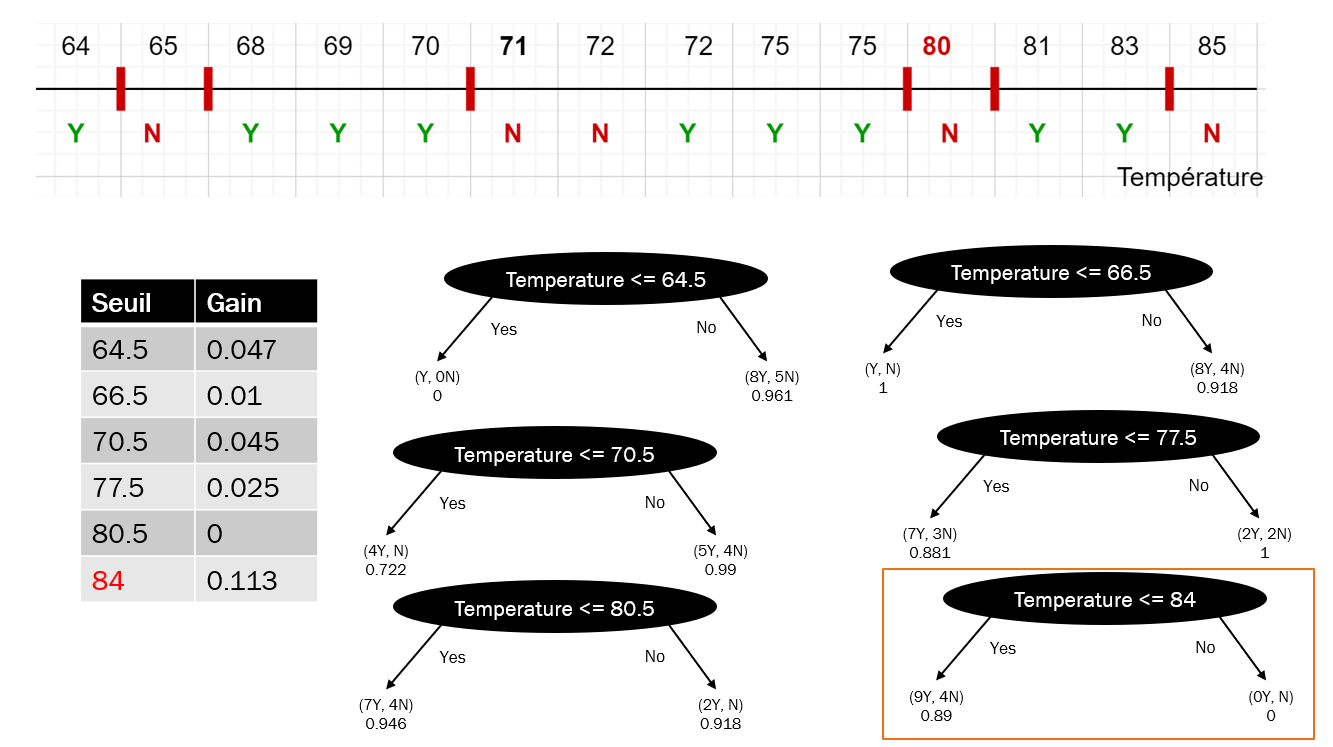 64 65 68 69 70 71 72 72 75 75 80 81 83 85
Y N Y Y Y N N Y Y Y N Y Y N
Température
Seuil Gain
64.5 0.047
66.5 0.01
70.5 0.045
77.5 0.025
80.5 0
84 0.113
Temperature <= 64.5
Yes No
(Y, 0N) (8Y, 5N)
0 0.961
Temperature <= 66.5
Yes No
(Y, N) (8Y, 4N)
1 0.918
Temperature <= 70.5
Yes No
(4Y, N) (5Y, 4N)
0.722 0.99
Temperature <= 77.5
Yes No
(7Y, 3N) (2Y, 2N)
0.881 1
Temperature <= 80.5
Yes No
(7Y, 4N) (2Y, N)
0.946 0.918
Temperature <= 84
Yes No
(9Y, 4N) (0Y, N)
0.89 0